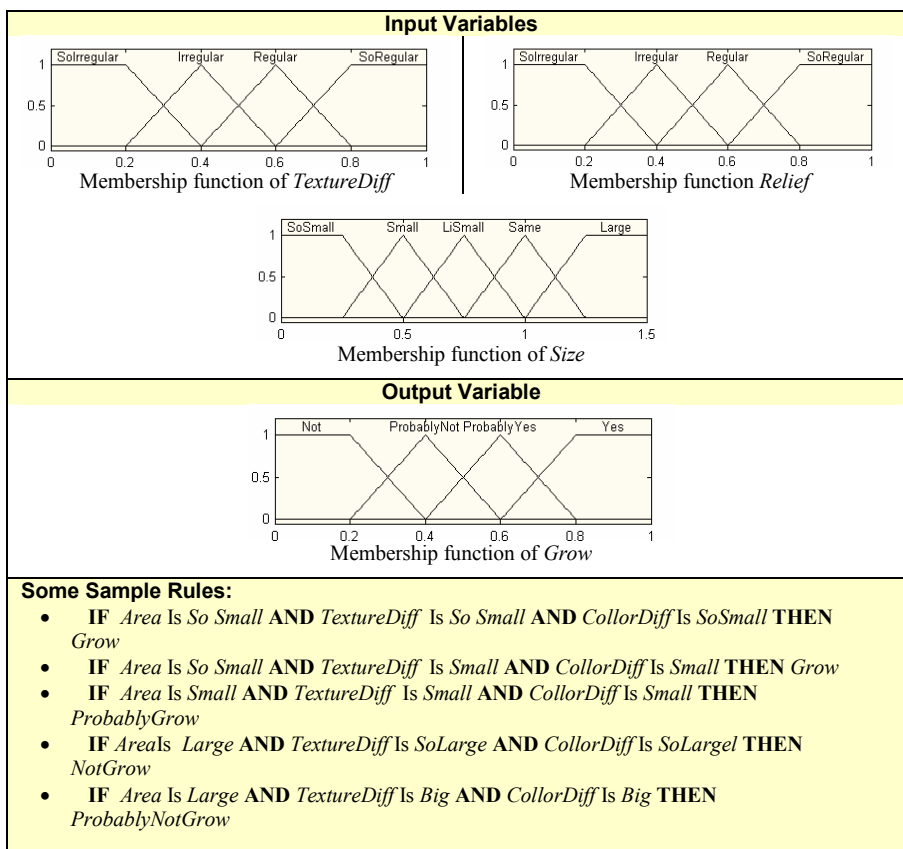 Input Variables
SoIrregular Irregular Regular SoRegular
1
0.5
0
0 0.2 0.4 0.6 0.8 1
Membership function of TextureDiff
SoIrregular Irregular Regular SoRegular
1
0.5
0
0 0.2 0.4 0.6 0.8 1
Membership function Relief
SoSmall Small LiSmall Same Large
1
0.5
0
0 0.5 1 1.5
Membership function of Size
Output Variable
Not ProbablyNot ProbablyYes Yes
1
0.5
0
0 0.2 0.4 0.6 0.8 1
Membership function of Grow
Some Sample Rules:
• IF Area Is So Small AND TextureDiff Is So Small AND CollorDiff Is SoSmall THEN
Grow
• IF Area Is So Small AND TextureDiff Is Small AND CollorDiff Is Small THEN Grow
• IF Area Is Small AND TextureDiff Is Small AND CollorDiff Is Small THEN
ProbablyGrow
• IF AreaIs Large AND TextureDiff Is SoLarge AND CollorDiff Is SoLargel THEN
NotGrow
• IF Area Is Large AND TextureDiff Is Big AND CollorDiff Is Big THEN
ProbablyNotGrow